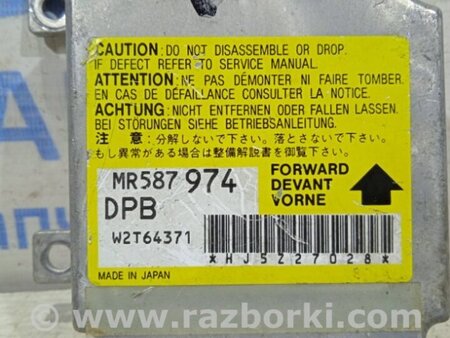 CAUTION: DO NOT DISASSEMBLE OR DROP.
IF DEFECT REFER TO SERVICE MANUAL.
ATTENTION: NE PAS DÉMONTER NI FAIRE TOMBER.
EN CAS DE DÉFAILLANCE CONSULTER LA NOTICE.
ACHTUNG: NICHT ENTFERNEN ODER FALLEN LASSEN.
BEI STÖRUNGEN SIEHE BETRIEBSANLEITUNG.
注 意:分解しないで下さい。落とさないで下さい。
もし異常がある場合は整備解説書を御覧下さい。
MR587 974
DPB
W2T64371
FORWARD
DEVANT
VORNE
*HJ5Z27028*
MADE IN JAPAN
www.razborki.com